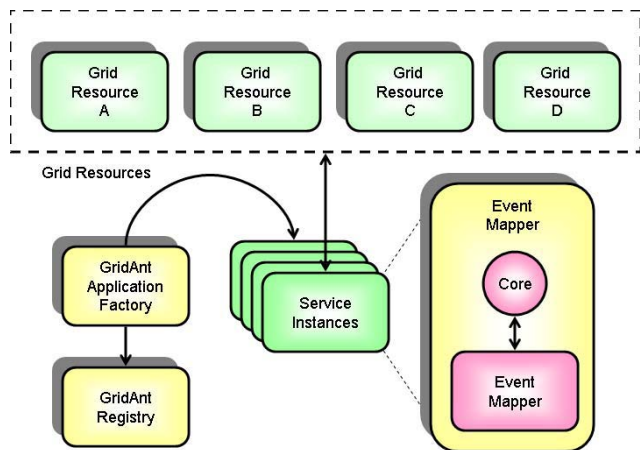 Grid
Resource
A
Grid
Resource
B
Grid
Resource
C
Grid
Resource
D
Grid Resources
GridAnt
Application
Factory
GridAnt
Registry
Service
Instances
Event
Mapper
Core
Event
Mapper